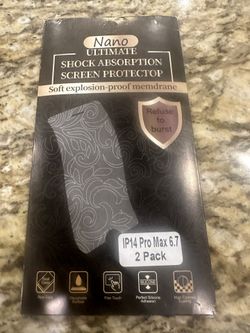 Nano
ULTIMATE
SHOCK ABSORPTION
SCREEN PROTECTOP
Soft explosion-proof memdrane
Refuse to
burst
IP14 Pro Max 6.7
2 Pack